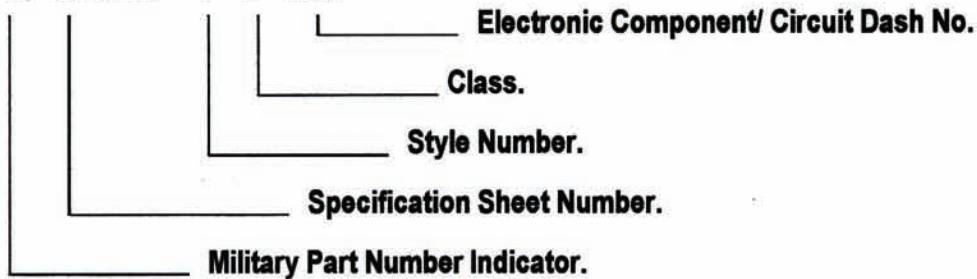 Electronic Component/ Circuit Dash No.
Class.
Style Number.
Specification Sheet Number.
Military Part Number Indicator.